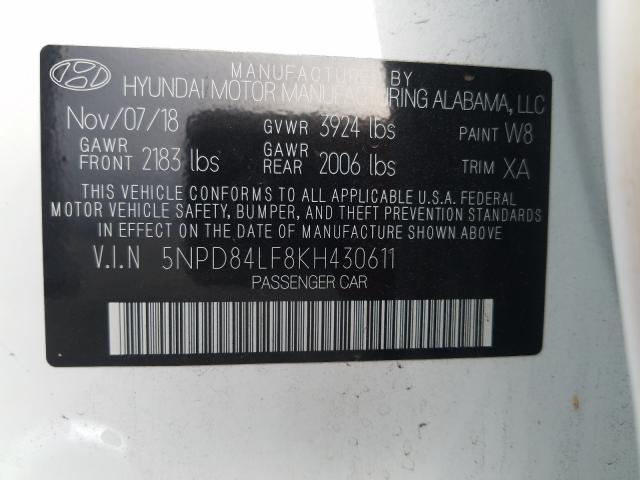 MANUFACTURED BY
HYUNDAI MOTOR MANUFACTURING ALABAMA, LLC
Nov/07/18 GVWR 3924 lbs PAINT W8
GAWR FRONT 2183 lbs GAWR REAR 2006 lbs TRIM XA
THIS VEHICLE CONFORMS TO ALL APPLICABLE U.S.A. FEDERAL
MOTOR VEHICLE SAFETY, BUMPER, AND THEFT PREVENTION STANDARDS
IN EFFECT ON THE DATE OF MANUFACTURE SHOWN ABOVE.
V.I.N 5NPD84LF8KH430611
PASSENGER CAR